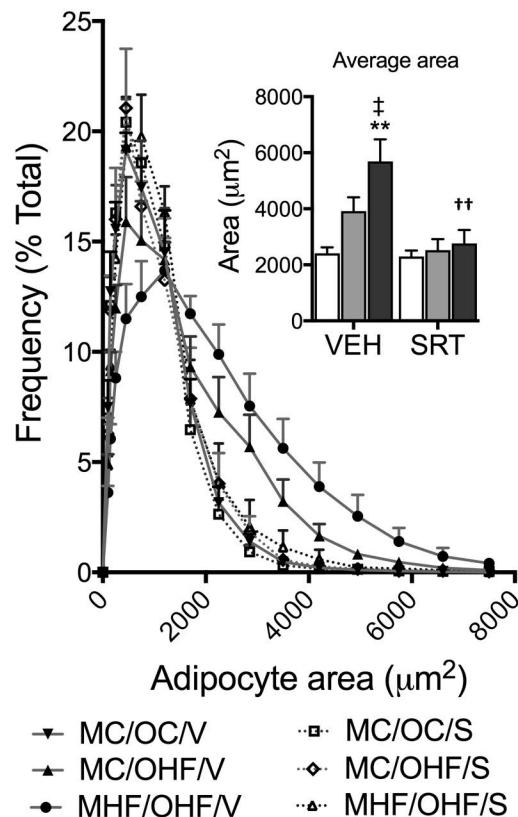 Average area
Area (μm²)
8000
6000
4000
2000
0
‡
**
††
VEH SRT
Frequency (% Total)
25
20
15
10
5
0
0 2000 4000 6000 8000
Adipocyte area (μm²)
MC/OC/V MC/OC/S
MC/OHF/V MC/OHF/S
MHF/OHF/V MHF/OHF/S